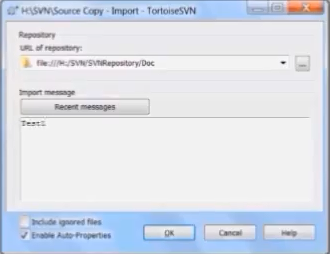 H:\SVN\Source Copy - Import - TortoiseSVN
Repository
URL of repository:
file:///H:/SVN/SVNRepository/Doc
...
Import message
Recent messages
Test1
Include ignored files
Enable Auto-Properties
OK
Cancel
Help